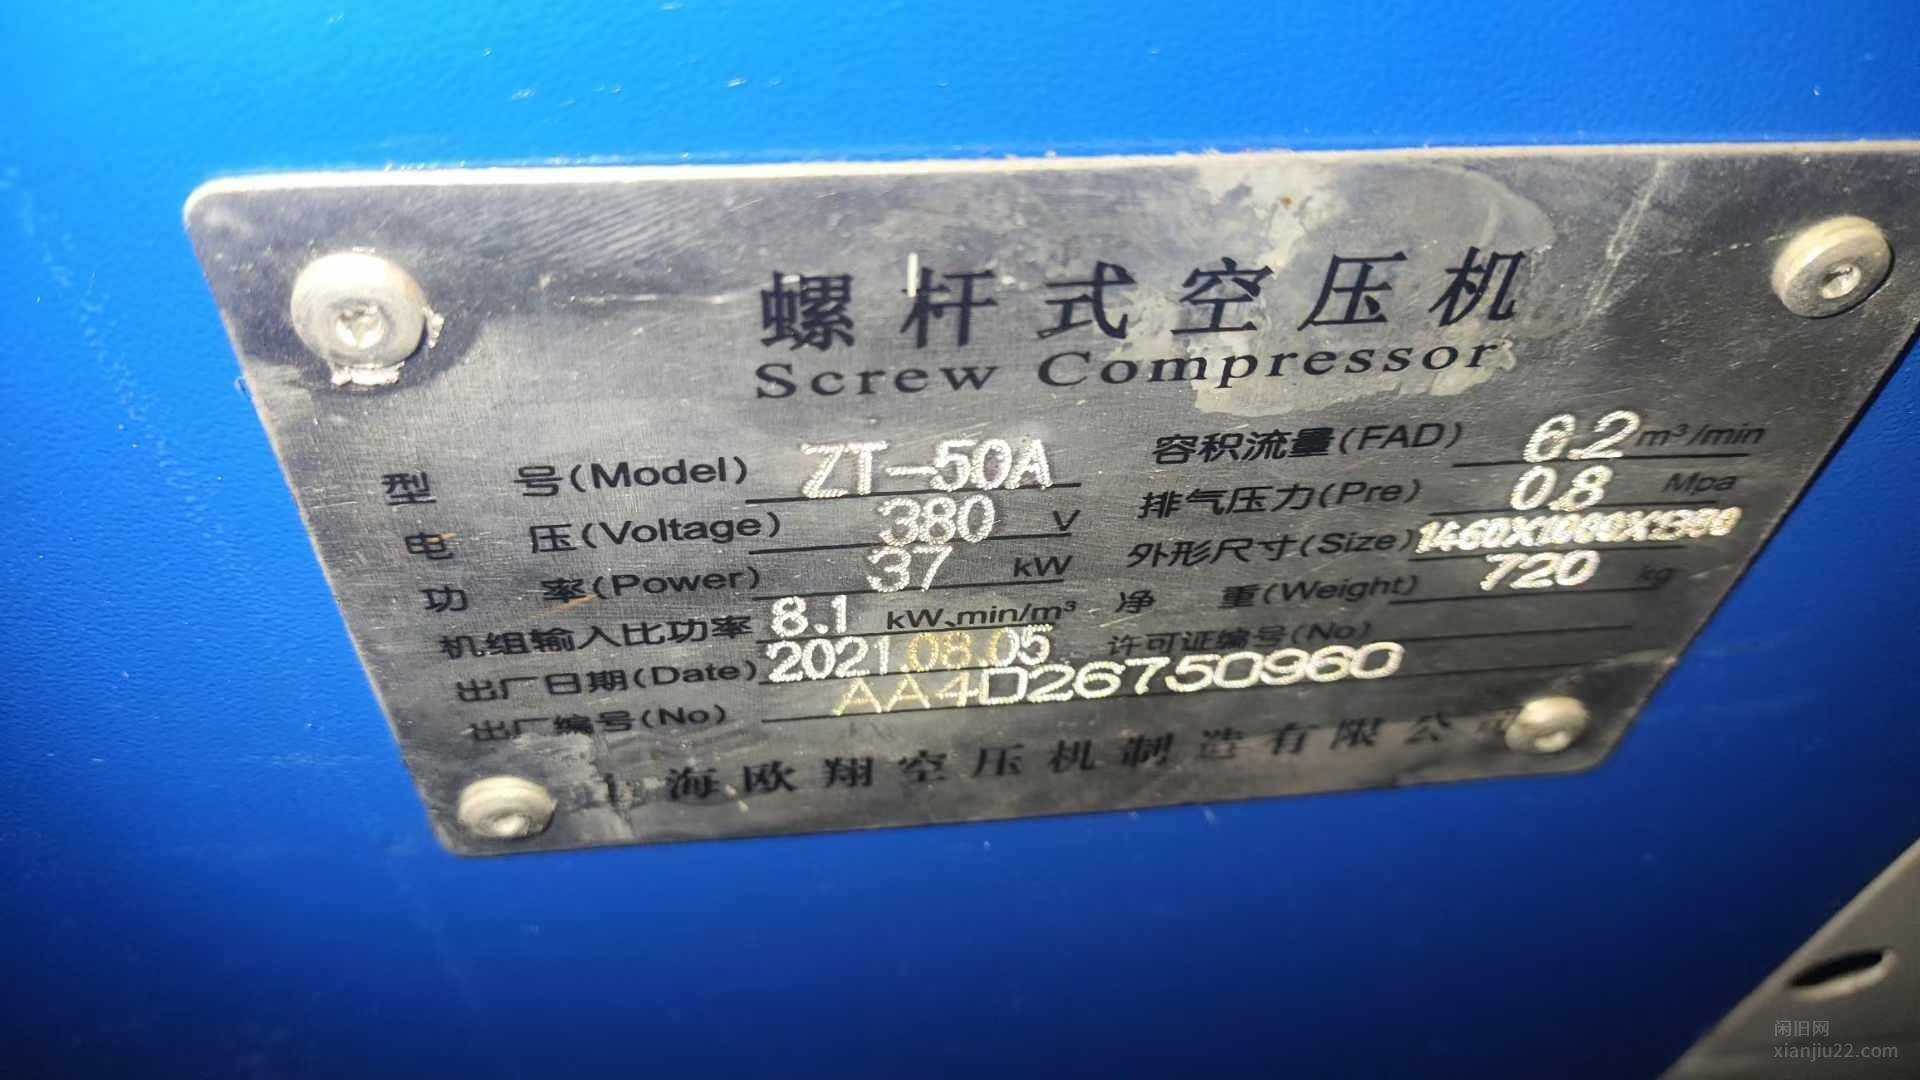 螺杆式空压机
Screw Compressor
型 号(Model) ZT-50A 容积流量(FAD) 6.2 m³/min
电 压(Voltage) 380 V 排气压力(Pre) 0.8 Mpa
功 率(Power) 37 kW 外形尺寸(Size) 1460X1000X1300
机组输入比功率 8.1 kW、min/m³ 净 重(Weight) 720 kg
出厂日期(Date) 2021.08.05 许可证编号(No)
出厂编号(No) AA4D26750960
上海欧翔空压机制造有限公司
闲旧网
xianjiu22.com